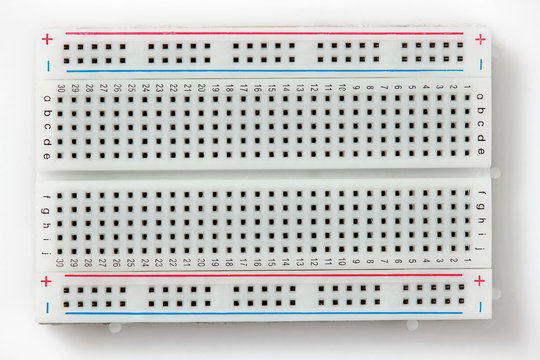 + +
− −
30 29 28 27 26 25 24 23 22 21 20 19 18 17 16 15 14 13 12 11 10 9 8 7 6 5 4 3 2 1
a a
b b
c c
d d
e e
f f
g g
h h
i i
j j
30 29 28 27 26 25 24 23 22 21 20 19 18 17 16 15 14 13 12 11 10 9 8 7 6 5 4 3 2 1
+ +
− −